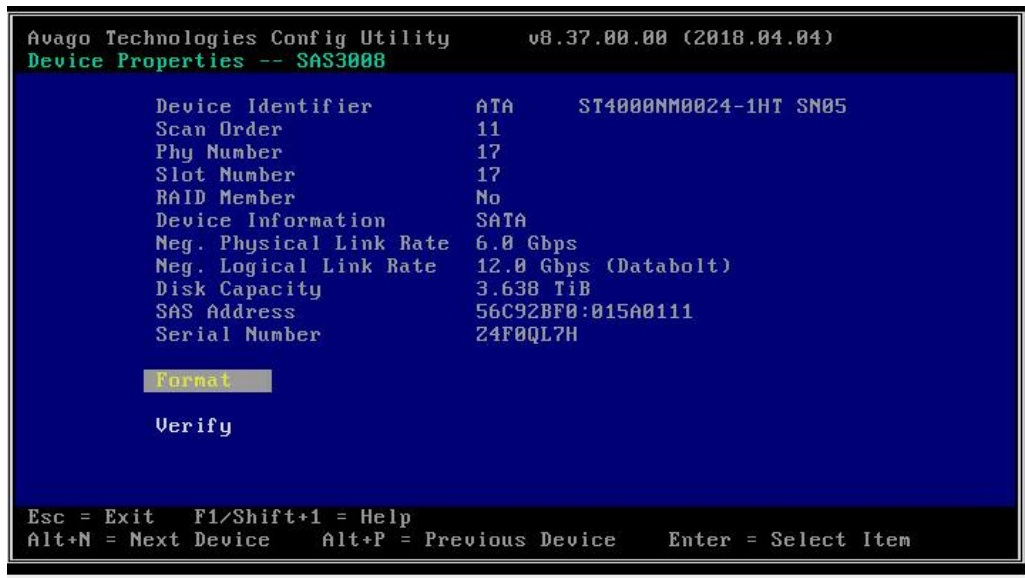 Avago Technologies Config Utility v8.37.00.00 (2018.04.04)
Device Properties -- SAS3008
Device Identifier ATA ST4000NM0024-1HT SN05
Scan Order 11
Phy Number 17
Slot Number 17
RAID Member No
Device Information SATA
Neg. Physical Link Rate 6.0 Gbps
Neg. Logical Link Rate 12.0 Gbps (Databolt)
Disk Capacity 3.638 TiB
SAS Address 56C92BF0:015A0111
Serial Number Z4F0QL7H
Format
Verify
Esc = Exit F1/Shift+1 = Help
Alt+N = Next Device Alt+P = Previous Device Enter = Select Item